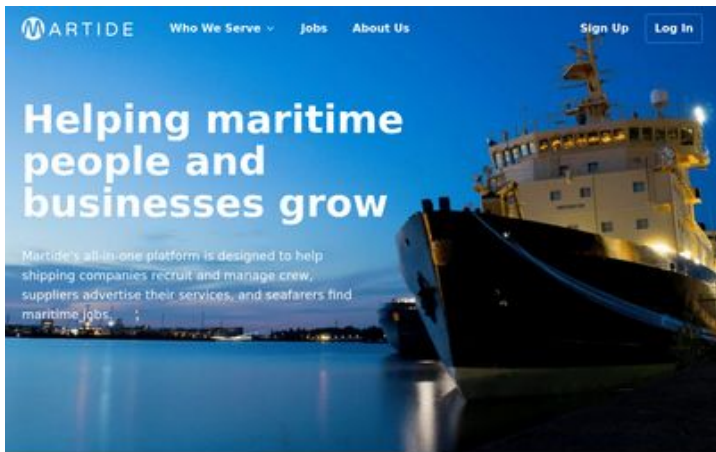 MARTIDE
Who We Serve
Jobs
About Us
Sign Up
Log In
Helping maritime
people and
businesses grow
Martide's all-in-one platform is designed to help
shipping companies recruit and manage crew,
suppliers advertise their services, and seafarers find
maritime jobs.